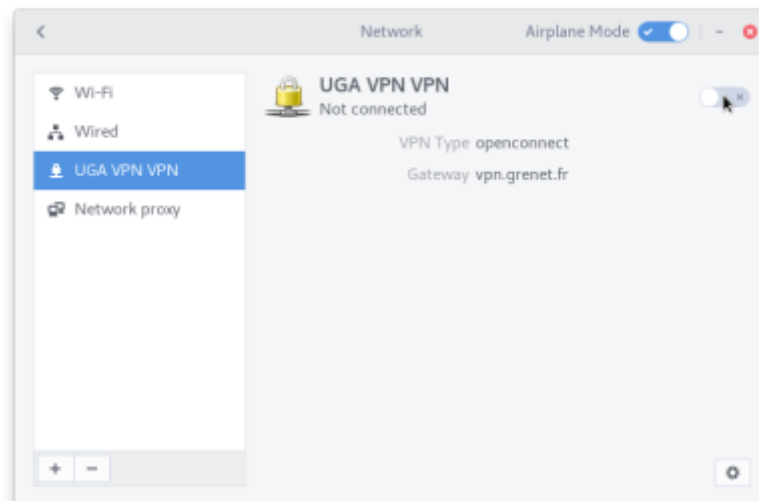 Network
Airplane Mode
Wi-Fi
Wired
UGA VPN VPN
Network proxy
UGA VPN VPN
Not connected
VPN Type openconnect
Gateway vpn.grenet.fr